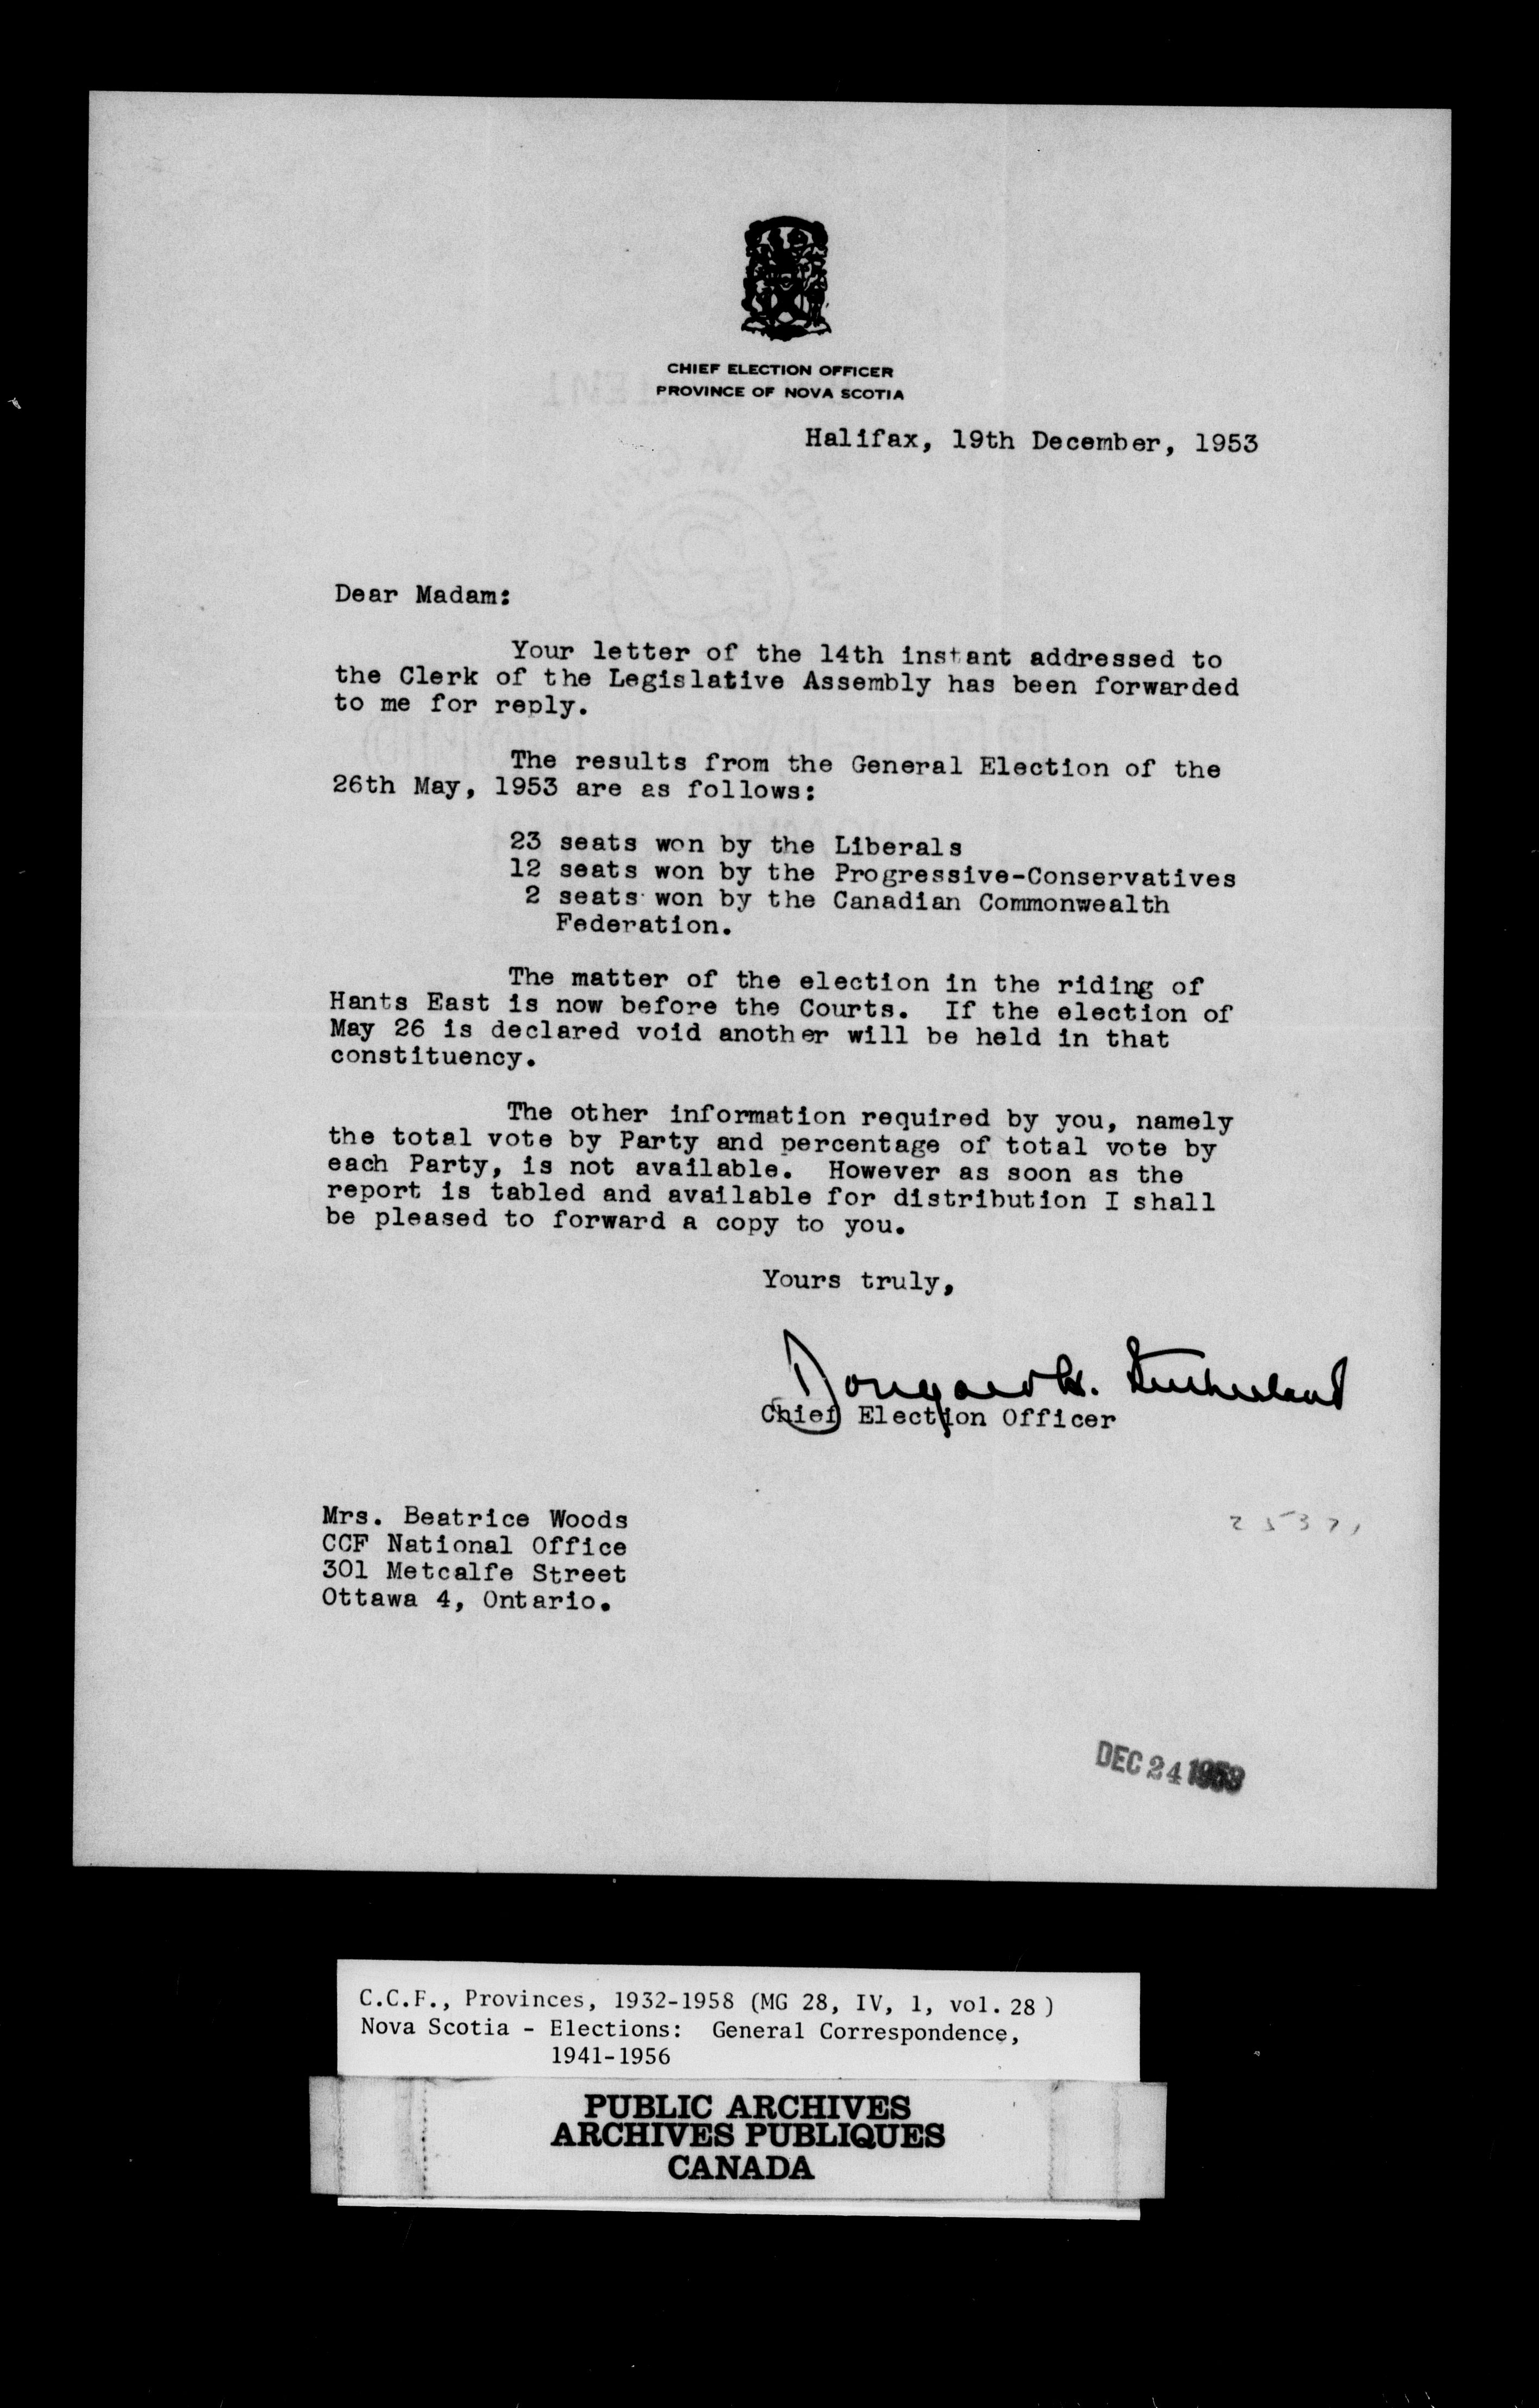 CHIEF ELECTION OFFICER
PROVINCE OF NOVA SCOTIA
Halifax, 19th December, 1953
Dear Madam:
Your letter of the 14th instant addressed to
the Clerk of the Legislative Assembly has been forwarded
to me for reply.
The results from the General Election of the
26th May, 1953 are as follows:
23 seats won by the Liberals
12 seats won by the Progressive-Conservatives
2 seats won by the Canadian Commonwealth
Federation.
The matter of the election in the riding of
Hants East is now before the Courts. If the election of
May 26 is declared void another will be held in that
constituency.
The other information required by you, namely
the total vote by Party and percentage of total vote by
each Party, is not available. However as soon as the
report is tabled and available for distribution I shall
be pleased to forward a copy to you.
Yours truly,
Sutherland
Chief Election Officer
Mrs. Beatrice Woods
CCF National Office
301 Metcalfe Street
Ottawa 4, Ontario.
DEC 24 1953
C.C.F., Provinces, 1932-1958 (MG 28, IV, 1, vol. 28)
Nova Scotia - Elections: General Correspondence,
1941-1956
PUBLIC ARCHIVES
ARCHIVES PUBLIQUES
CANADA